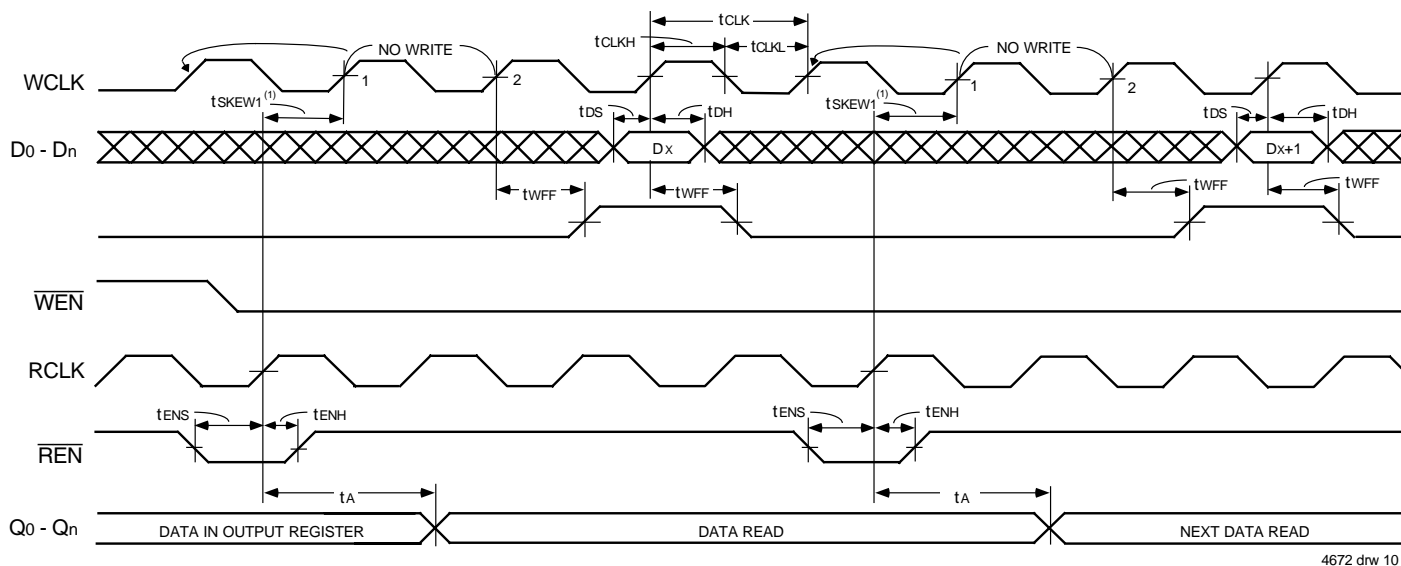 tCLK
tCLKH tCLKL
NO WRITE NO WRITE
WCLK 1 2 1 2
tSKEW1(1) tDS tDH tSKEW1(1) tDS tDH
D0 - Dn DX DX+1
tWFF tWFF tWFF tWFF
WEN
RCLK
tENS tENH tENS tENH
REN
tA tA
Q0 - Qn DATA IN OUTPUT REGISTER DATA READ NEXT DATA READ
4672 drw 10